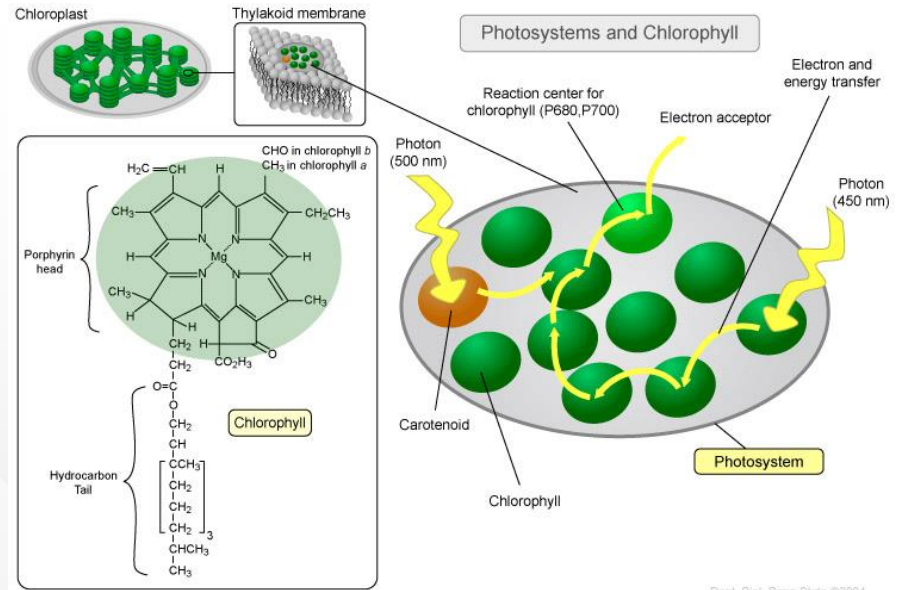 Chloroplast
Thylakoid membrane
Photosystems and Chlorophyll
Electron and
energy transfer
Reaction center for
chlorophyll (P680,P700)
Electron acceptor
Photon
(500 nm)
Photon
(450 nm)
CHO in chlorophyll b
CH3 in chlorophyll a
H2C=CH
H
CH3
CH2CH3
N
N
H
Mg
H
Porphyrin
head
N
N
CH3
CH3
H
H
H
O
CH2
CO2H3
CH2
O=C
O
Chlorophyll
CH2
CH
Hydrocarbon
Tail
CH3
CH2
CH2
CH2
3
CHCH3
CH3
Carotenoid
Chlorophyll
Photosystem